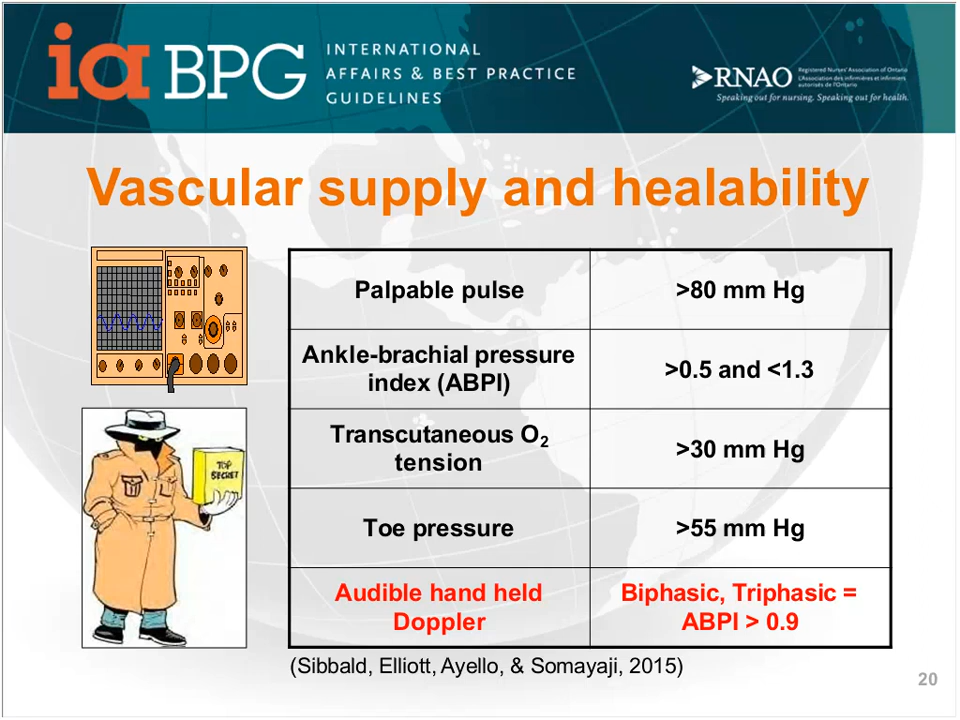 ia BPG
INTERNATIONAL
AFFAIRS & BEST PRACTICE
GUIDELINES
RNAO
Registered Nurses' Association of Ontario
L'Association des infirmières et infirmiers
autorisés de l'Ontario
Speaking out for nursing. Speaking out for health.
Vascular supply and healability
Palpable pulse
>80 mm Hg
Ankle-brachial pressure
index (ABPI)
>0.5 and <1.3
Transcutaneous O₂
tension
>30 mm Hg
Toe pressure
>55 mm Hg
Audible hand held
Doppler
Biphasic, Triphasic =
ABPI > 0.9
TOP
SECRET
(Sibbald, Elliott, Ayello, & Somayaji, 2015)
20